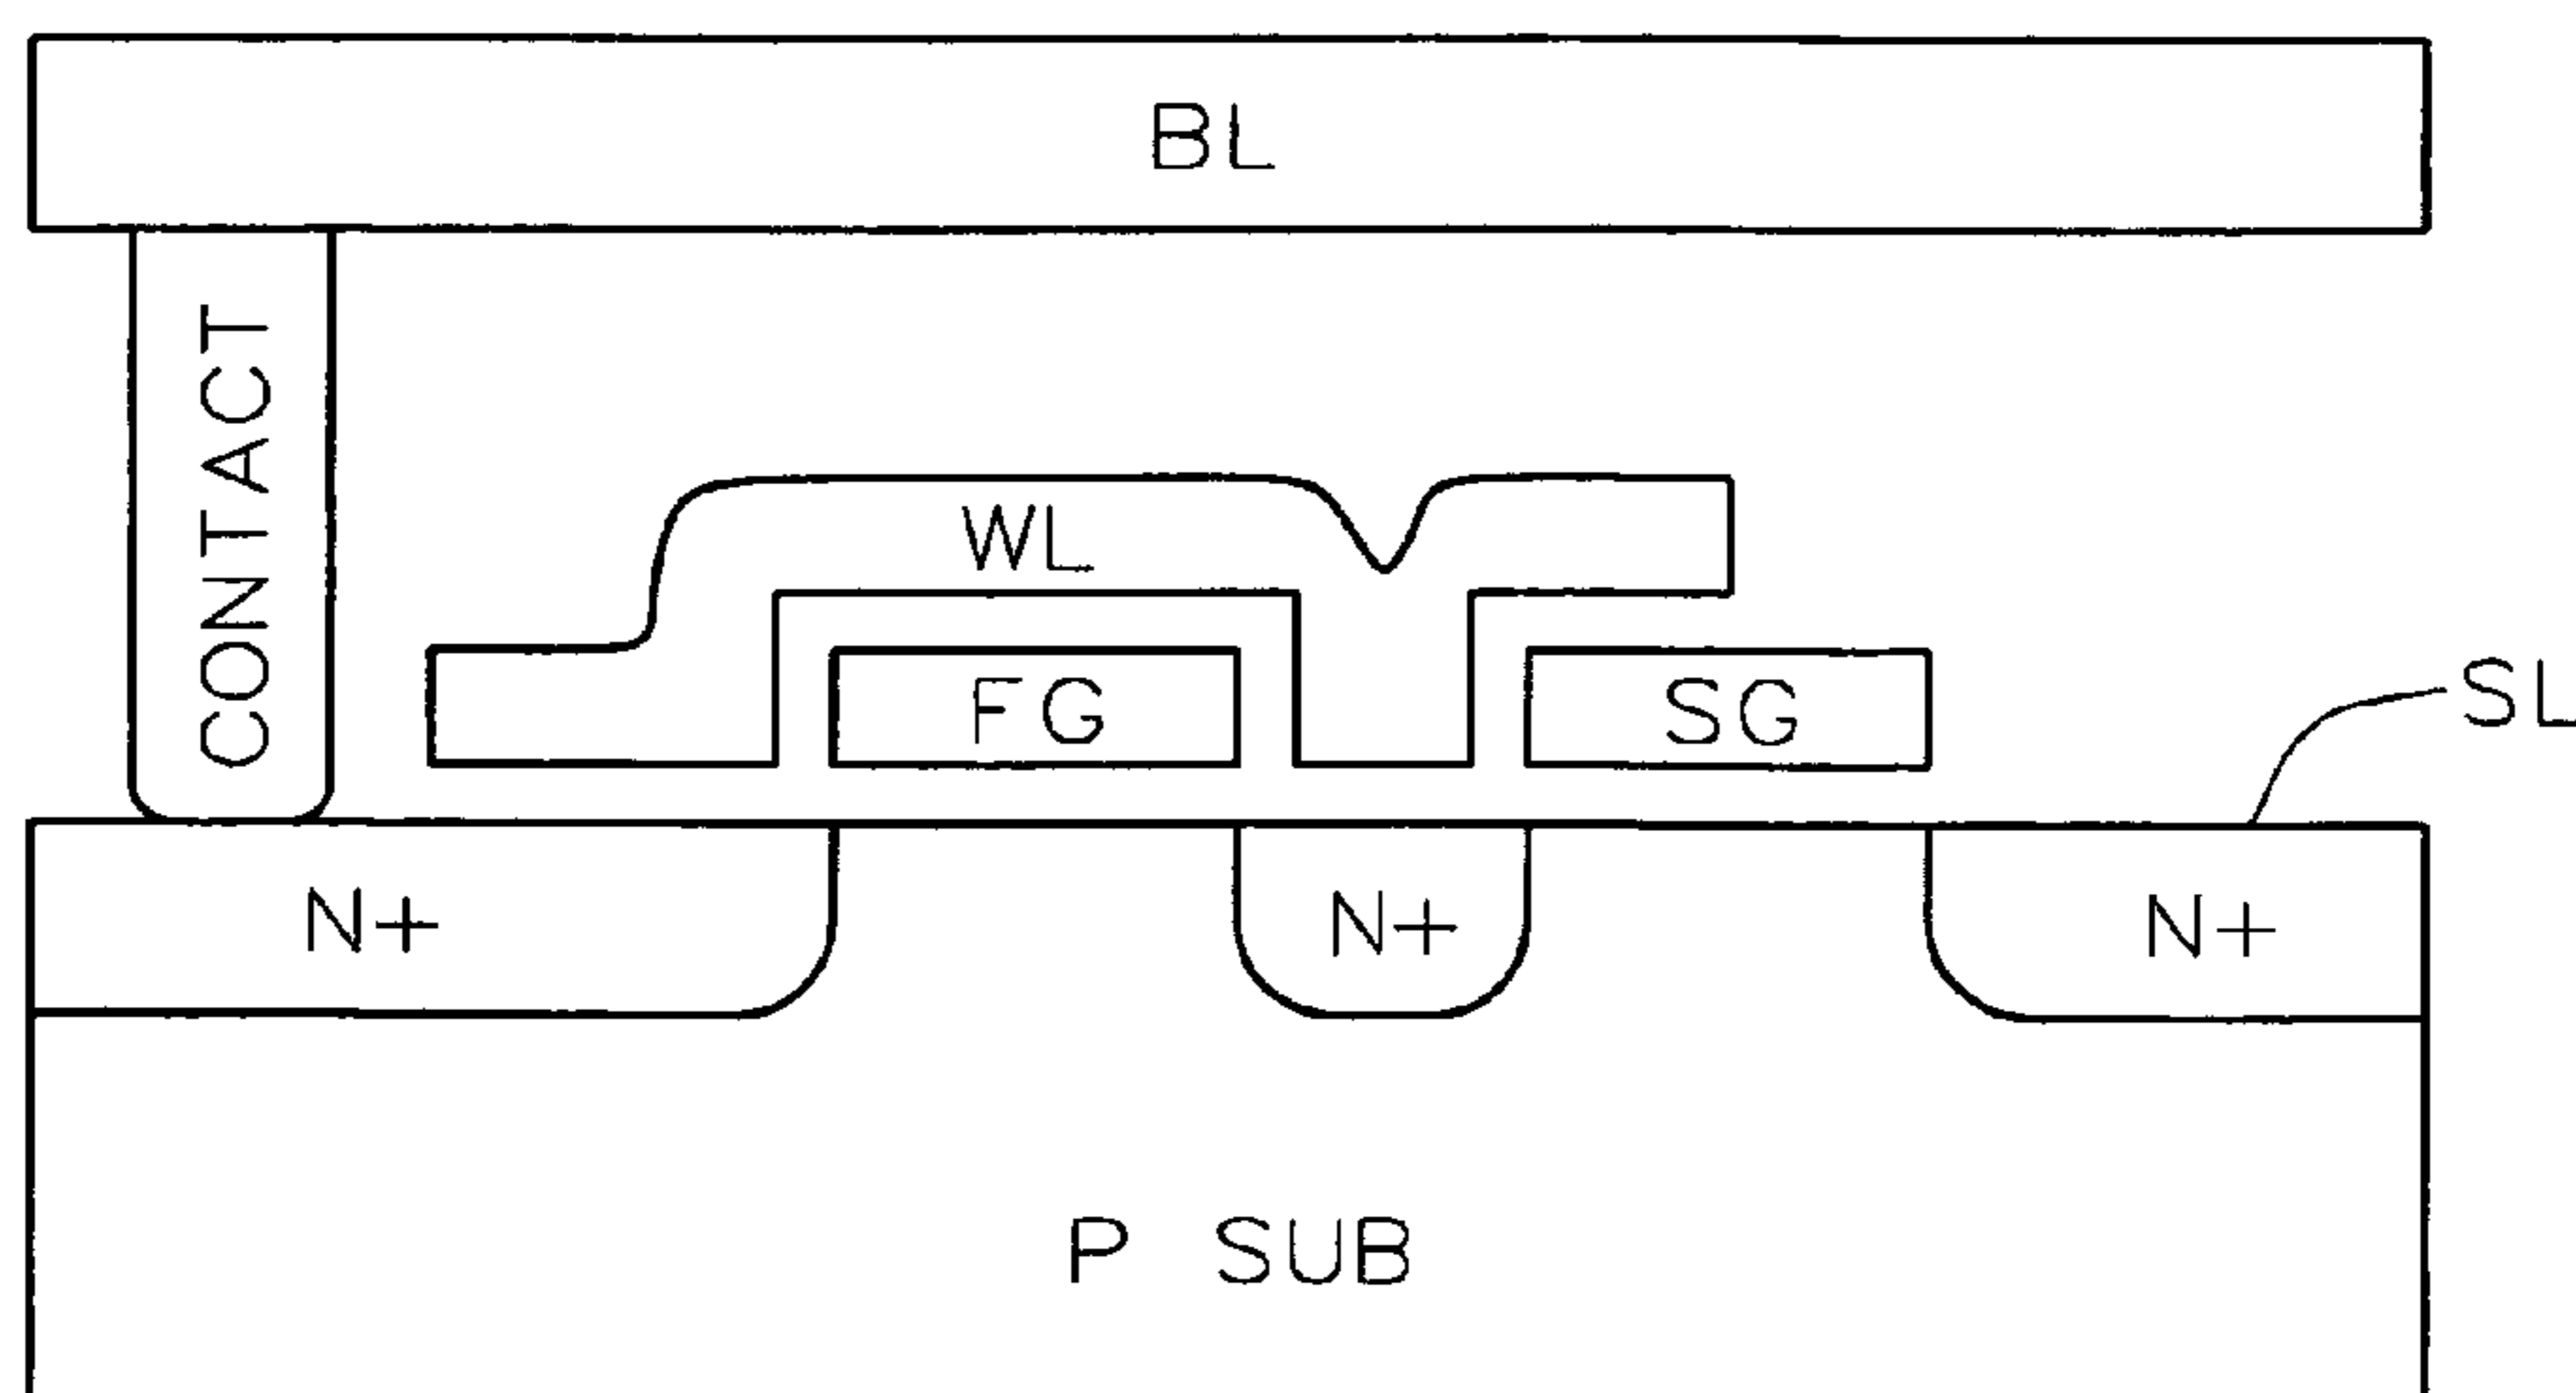 BL
CONTACT
WL
FG
SG
SL
N+
N+
N+
P SUB